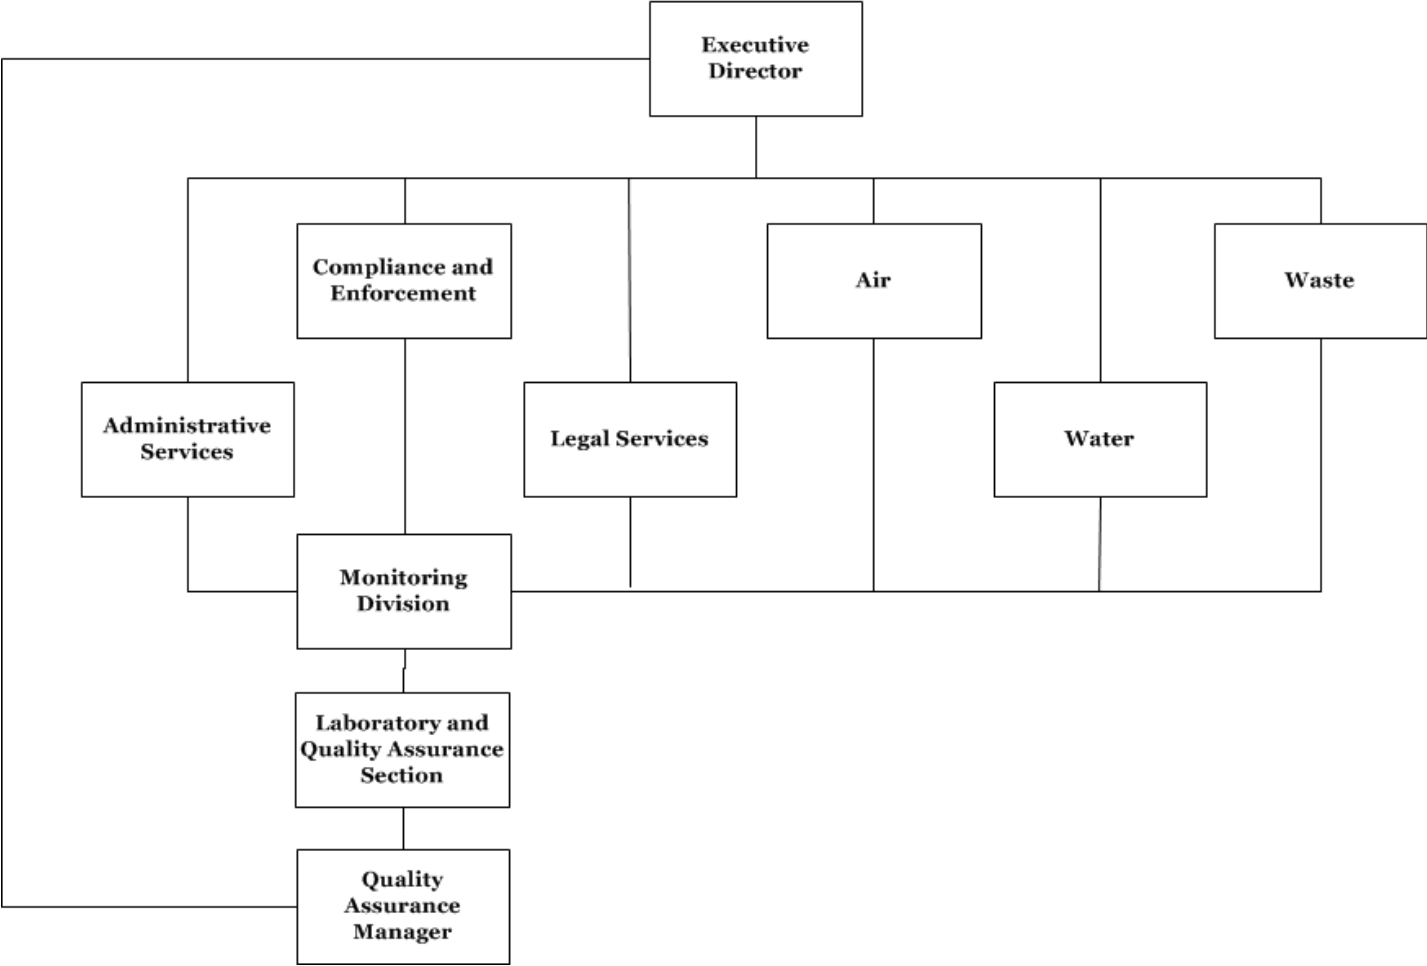 Executive
Director
Compliance and
Enforcement
Air
Waste
Administrative
Services
Legal Services
Water
Monitoring
Division
Laboratory and
Quality Assurance
Section
Quality
Assurance
Manager